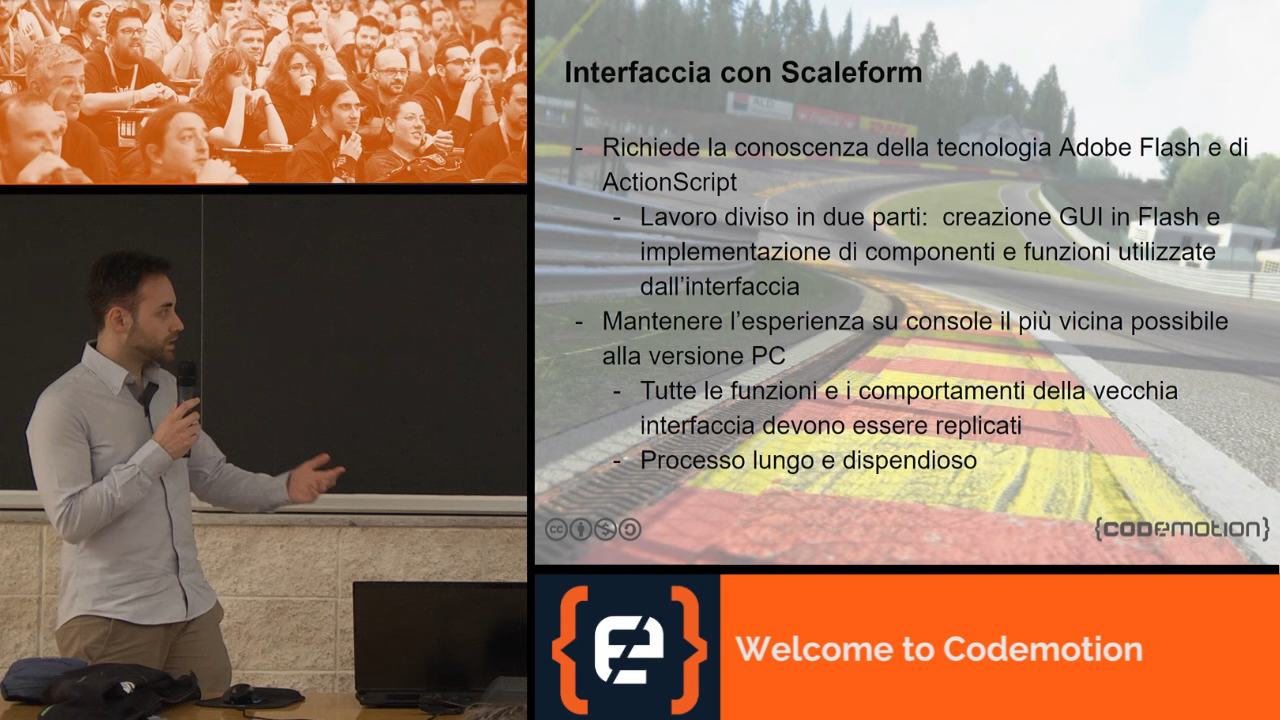 Interfaccia con Scaleform
ALD
- Richiede la conoscenza della tecnologia Adobe Flash e di
ActionScript
- Lavoro diviso in due parti:  creazione GUI in Flash e
implementazione di componenti e funzioni utilizzate
dall'interfaccia
- Mantenere l'esperienza su console il più vicina possibile
alla versione PC
- Tutte le funzioni e i comportamenti della vecchia
interfaccia devono essere replicati
- Processo lungo e dispendioso
cc
{CODEMOTION}
Welcome to Codemotion